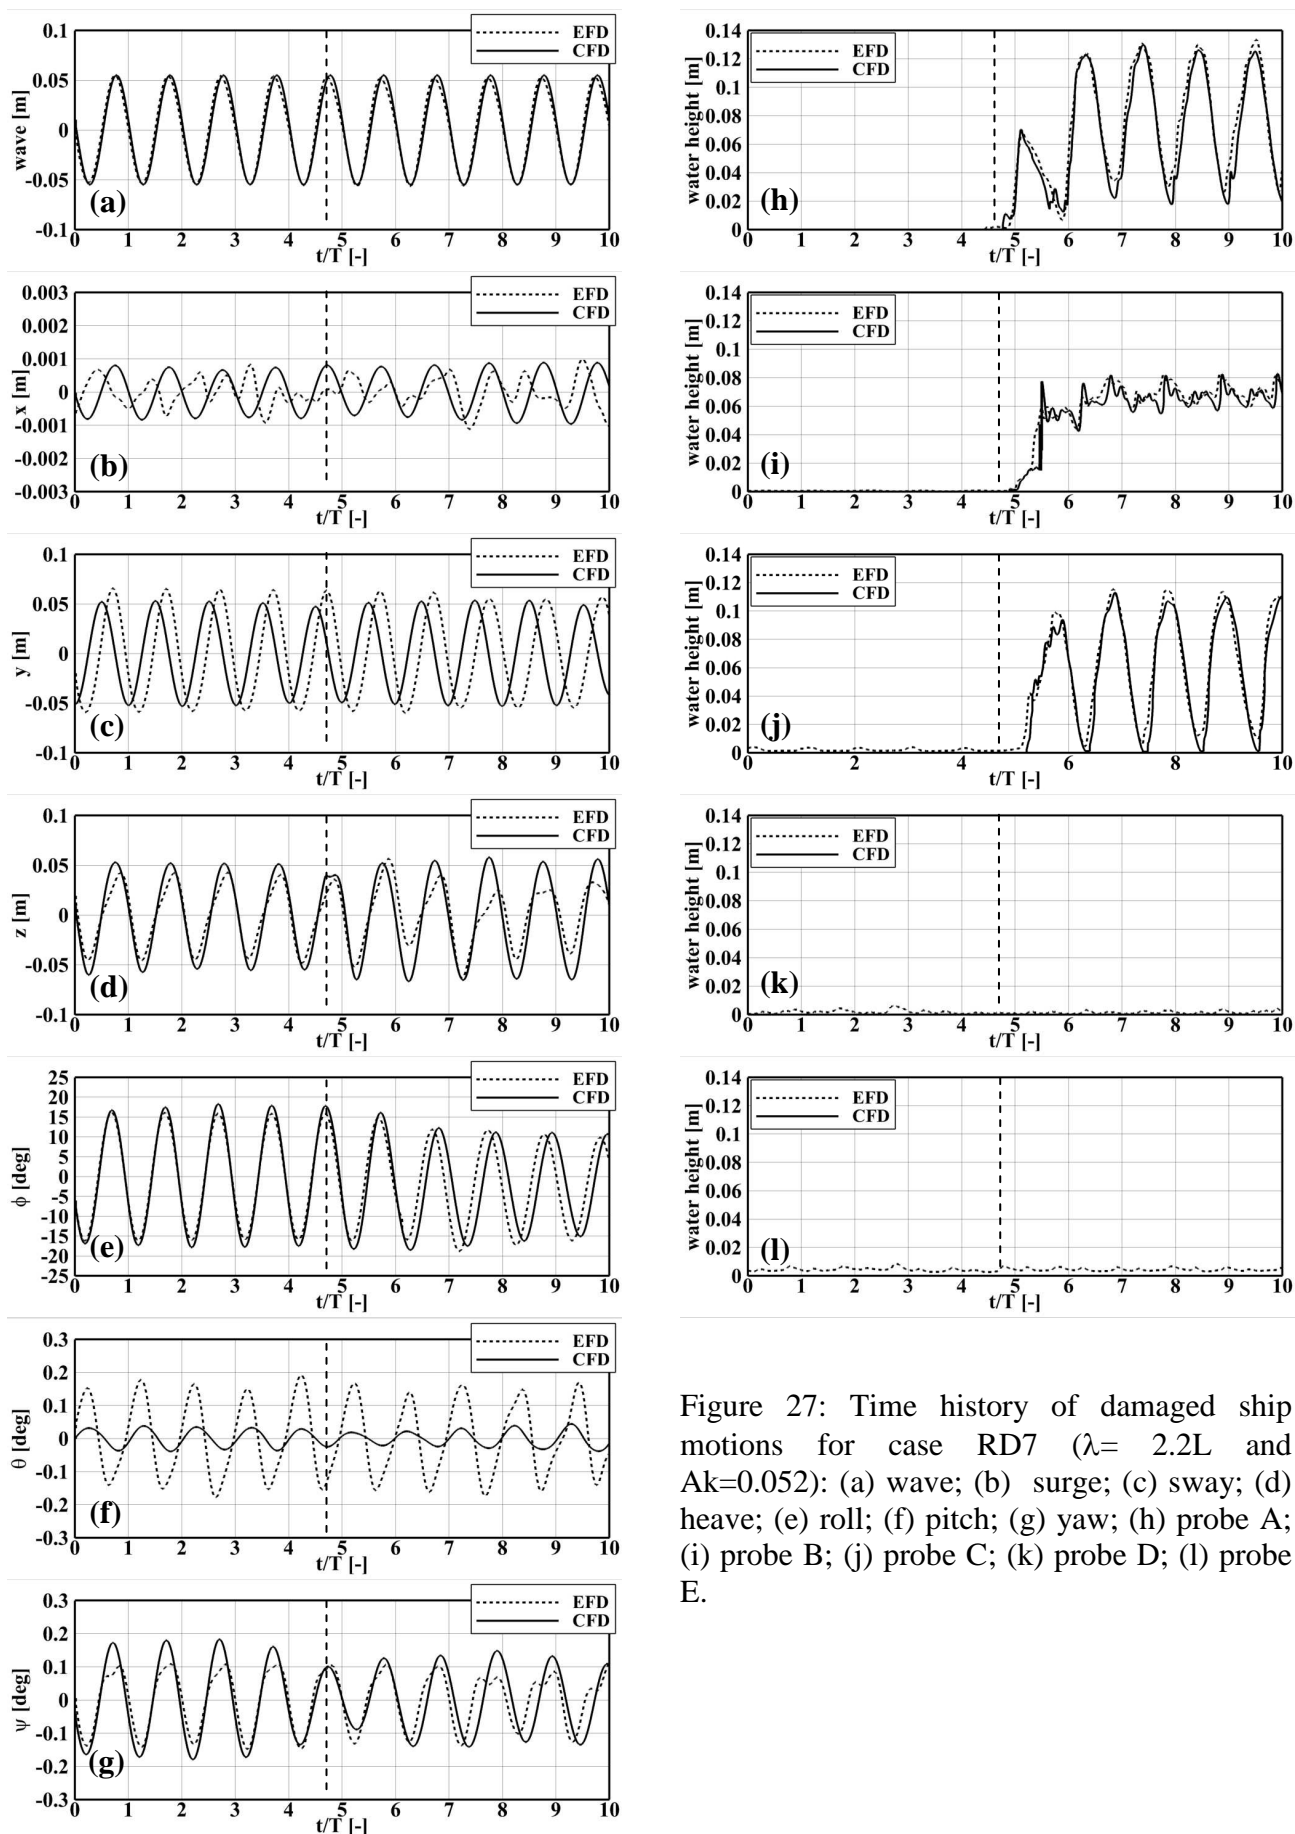 0.1
0.05
0
-0.05
-0.1
wave [m]
EFD
CFD
(a)
0 1 2 3 4 5 6 7 8 9 10
t/T [-]
0.003
0.002
0.001
0
-0.001
-0.002
-0.003
x [m]
EFD
CFD
(b)
0 1 2 3 4 5 6 7 8 9 10
t/T [-]
0.1
0.05
0
-0.05
-0.1
y [m]
EFD
CFD
(c)
0 1 2 3 4 5 6 7 8 9 10
t/T [-]
0.1
0.05
0
-0.05
-0.1
z [m]
EFD
CFD
(d)
0 1 2 3 4 5 6 7 8 9 10
t/T [-]
25
20
15
10
5
0
-5
-10
-15
-20
-25
ϕ [deg]
EFD
CFD
(e)
0 1 2 3 4 5 6 7 8 9 10
t/T [-]
0.3
0.2
0.1
0
-0.1
-0.2
-0.3
θ [deg]
EFD
CFD
(f)
0 1 2 3 4 5 6 7 8 9 10
t/T [-]
0.3
0.2
0.1
0
-0.1
-0.2
-0.3
ψ [deg]
EFD
CFD
(g)
0 1 2 3 4 5 6 7 8 9 10
t/T [-]
0.14
0.12
0.1
0.08
0.06
0.04
0.02
0
water height [m]
EFD
CFD
(h)
0 1 2 3 4 5 6 7 8 9 10
t/T [-]
0.14
0.12
0.1
0.08
0.06
0.04
0.02
0
water height [m]
EFD
CFD
(i)
0 1 2 3 4 5 6 7 8 9 10
t/T [-]
0.14
0.12
0.1
0.08
0.06
0.04
0.02
0
water height [m]
EFD
CFD
(j)
0 2 4 6 8 10
t/T [-]
0.14
0.12
0.1
0.08
0.06
0.04
0.02
0
water height [m]
EFD
CFD
(k)
0 1 2 3 4 5 6 7 8 9 10
t/T [-]
0.14
0.12
0.1
0.08
0.06
0.04
0.02
0
water height [m]
EFD
CFD
(l)
0 1 2 3 4 5 6 7 8 9 10
t/T [-]
Figure 27: Time history of damaged ship
motions for case RD7 (λ= 2.2L and
Ak=0.052): (a) wave; (b) surge; (c) sway; (d)
heave; (e) roll; (f) pitch; (g) yaw; (h) probe A;
(i) probe B; (j) probe C; (k) probe D; (l) probe
E.